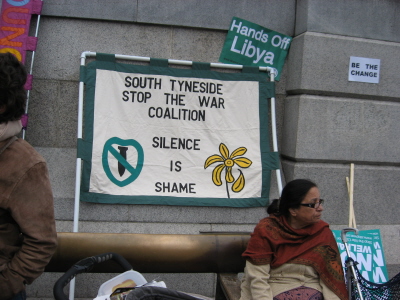 Hands Off
Libya
BE THE
CHANGE
SOUTH TYNESIDE
STOP THE WAR
COALITION
SILENCE
IS
SHAME